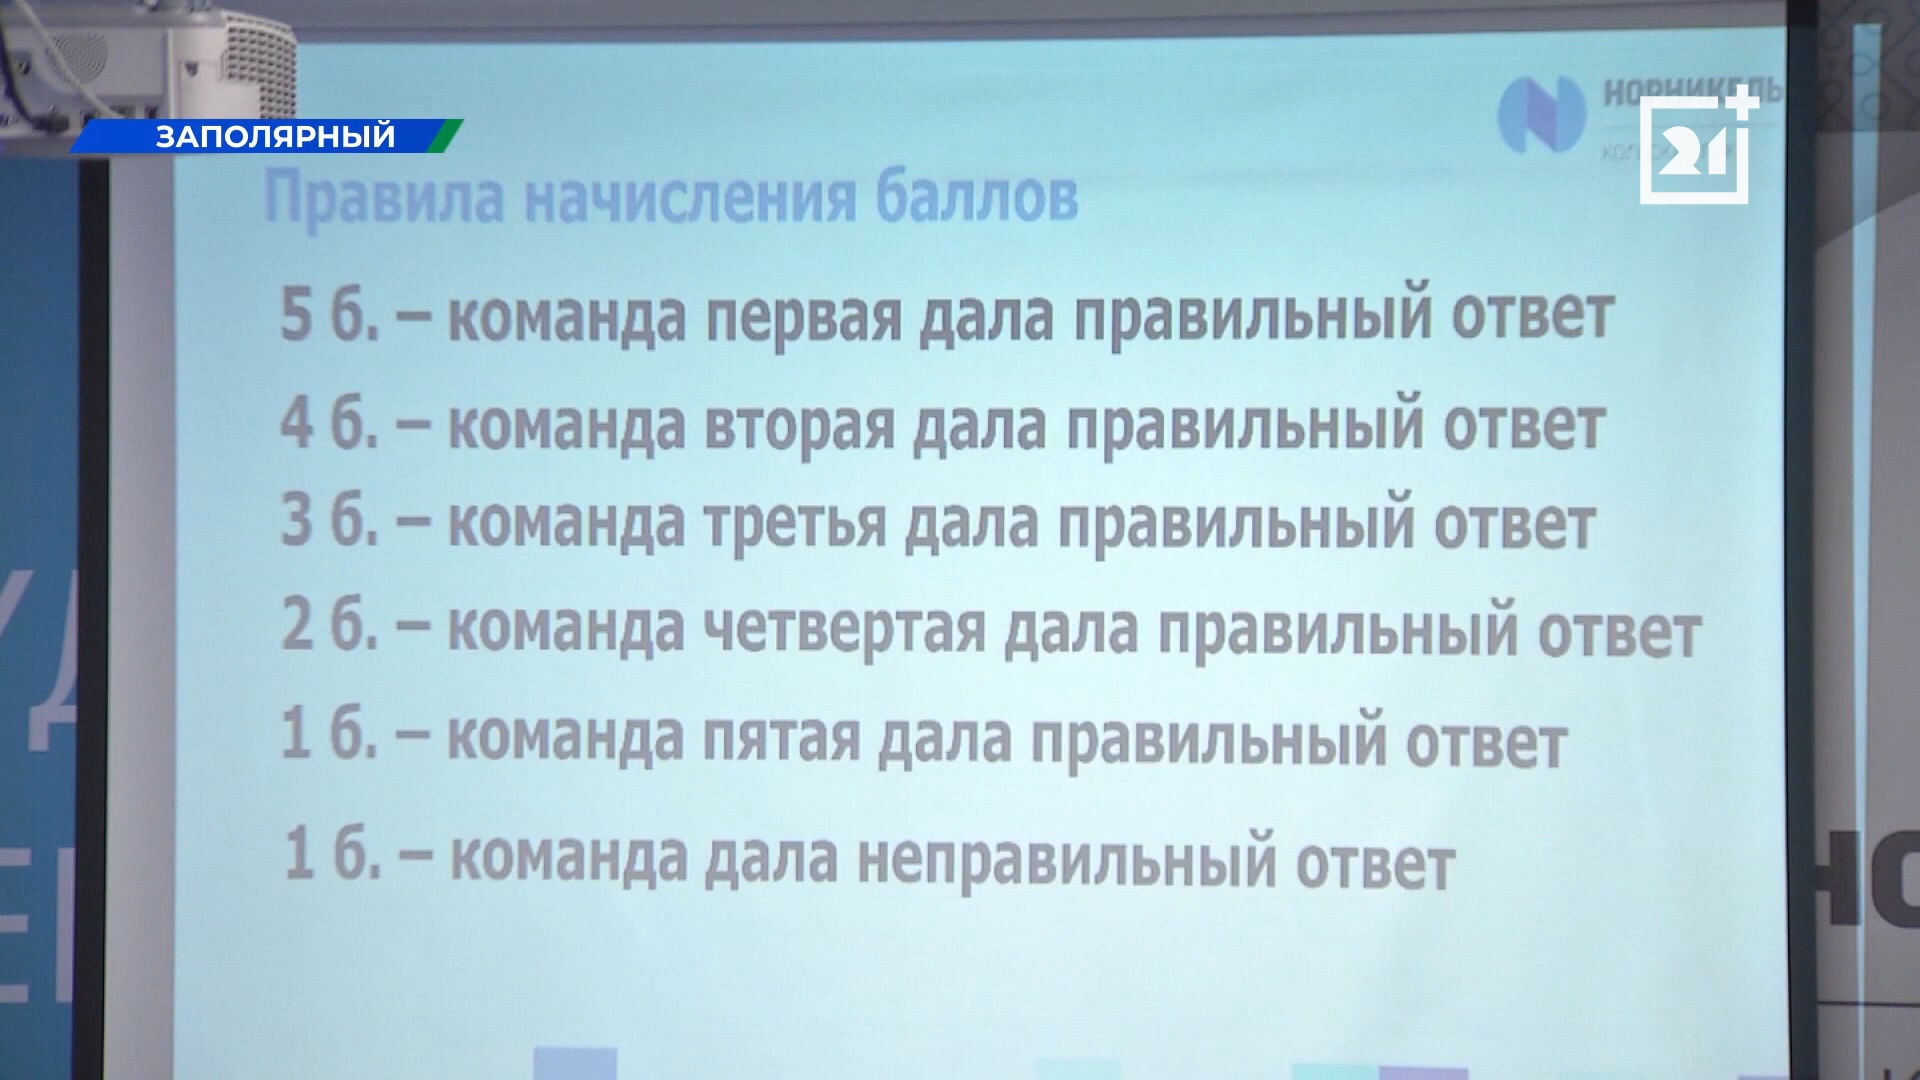 НОРНИКЕЛЬ
21
ЗАПОЛЯРНЫЙ
Правила начисления баллов
5 б. – команда первая дала правильный ответ
4 б. – команда вторая дала правильный ответ
3 б. – команда третья дала правильный ответ
2 б. – команда четвертая дала правильный ответ
1 б. – команда пятая дала правильный ответ
1 б. – команда дала неправильный ответ